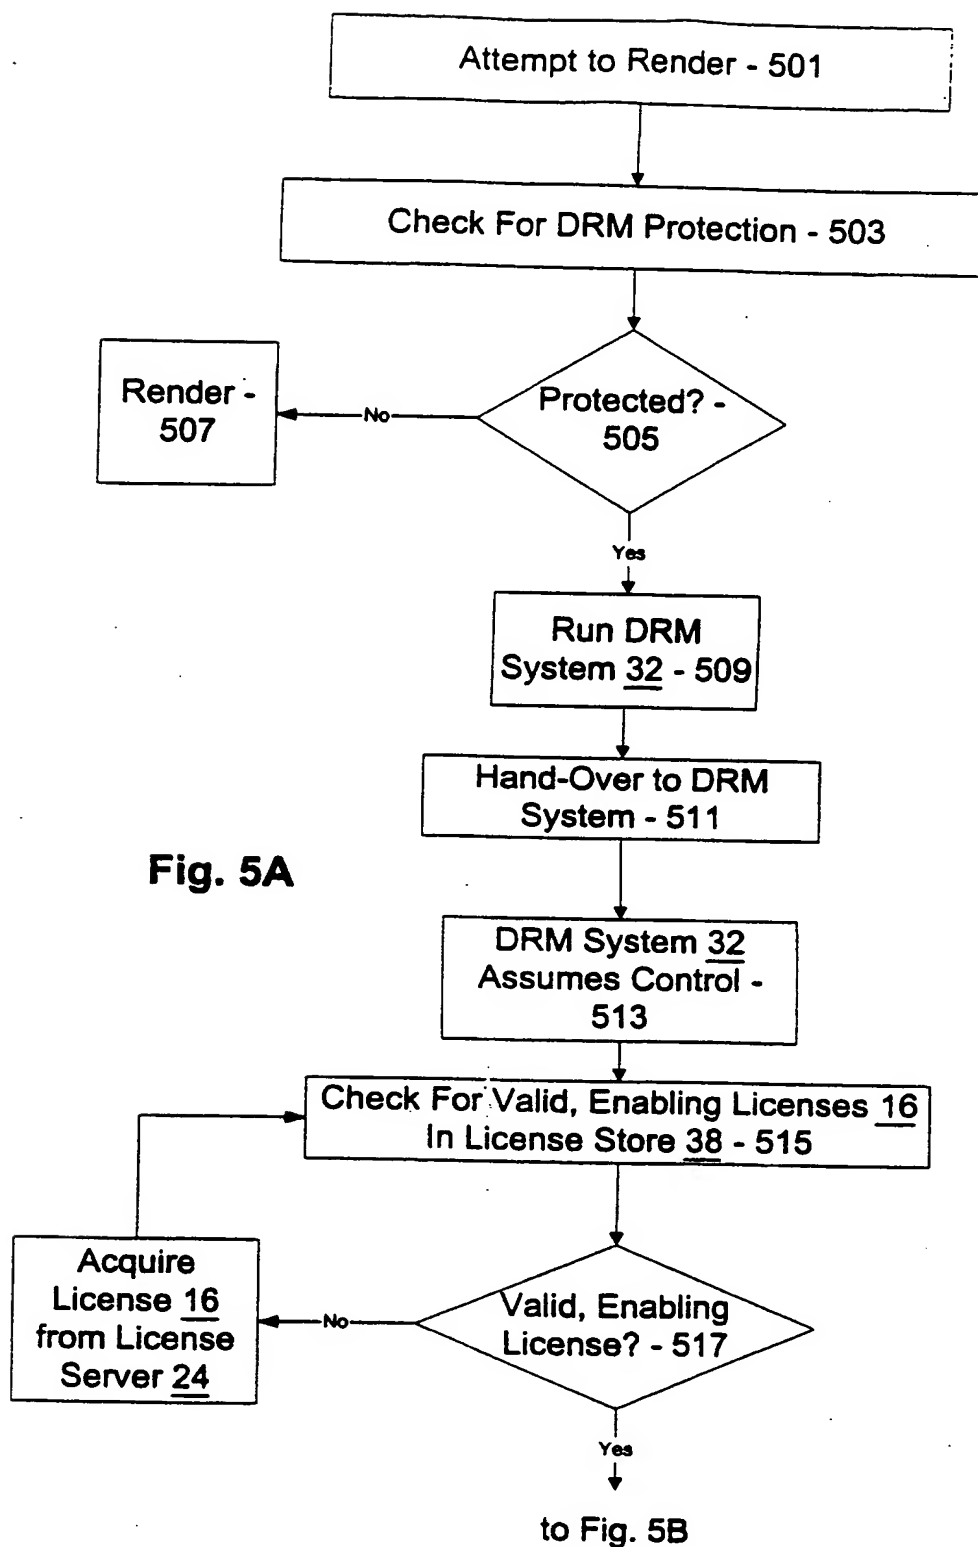 Attempt to Render - 501
Check For DRM Protection - 503
Render -
507
No
Protected? -
505
Yes
Run DRM
System 32 - 509
Hand-Over to DRM
System - 511
Fig. 5A
DRM System 32
Assumes Control -
513
Check For Valid, Enabling Licenses 16
In License Store 38 - 515
Acquire
License 16
from License
Server 24
No
Valid, Enabling
License? - 517
Yes
to Fig. 5B